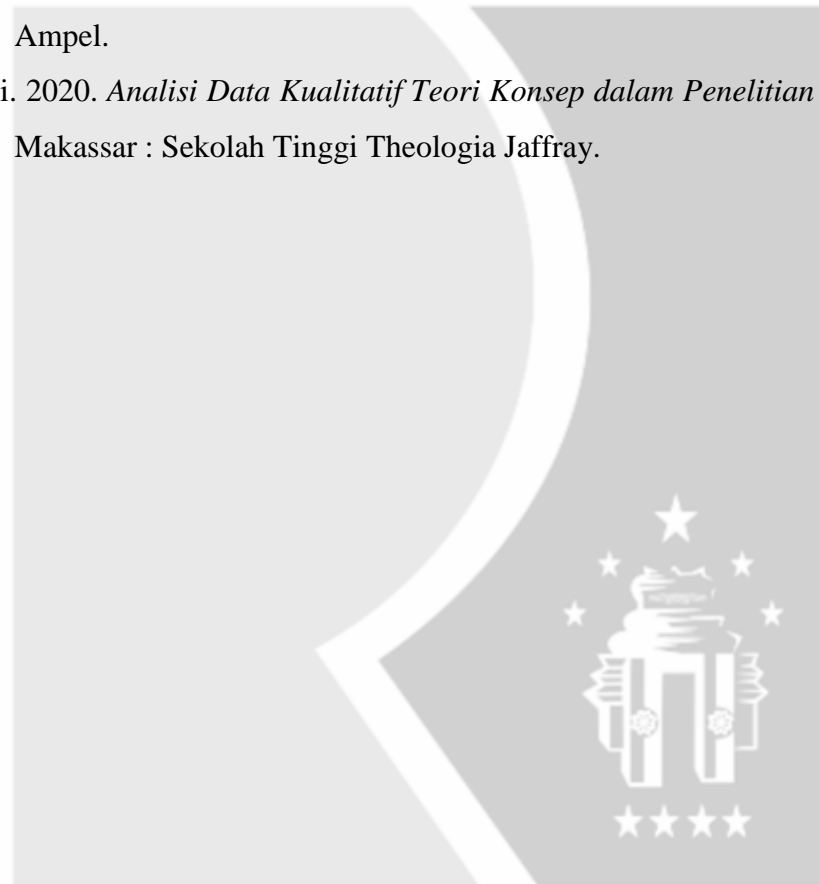 Ampel.
i. 2020. Analisi Data Kualitatif Teori Konsep dalam Penelitian
Makassar : Sekolah Tinggi Theologia Jaffray.